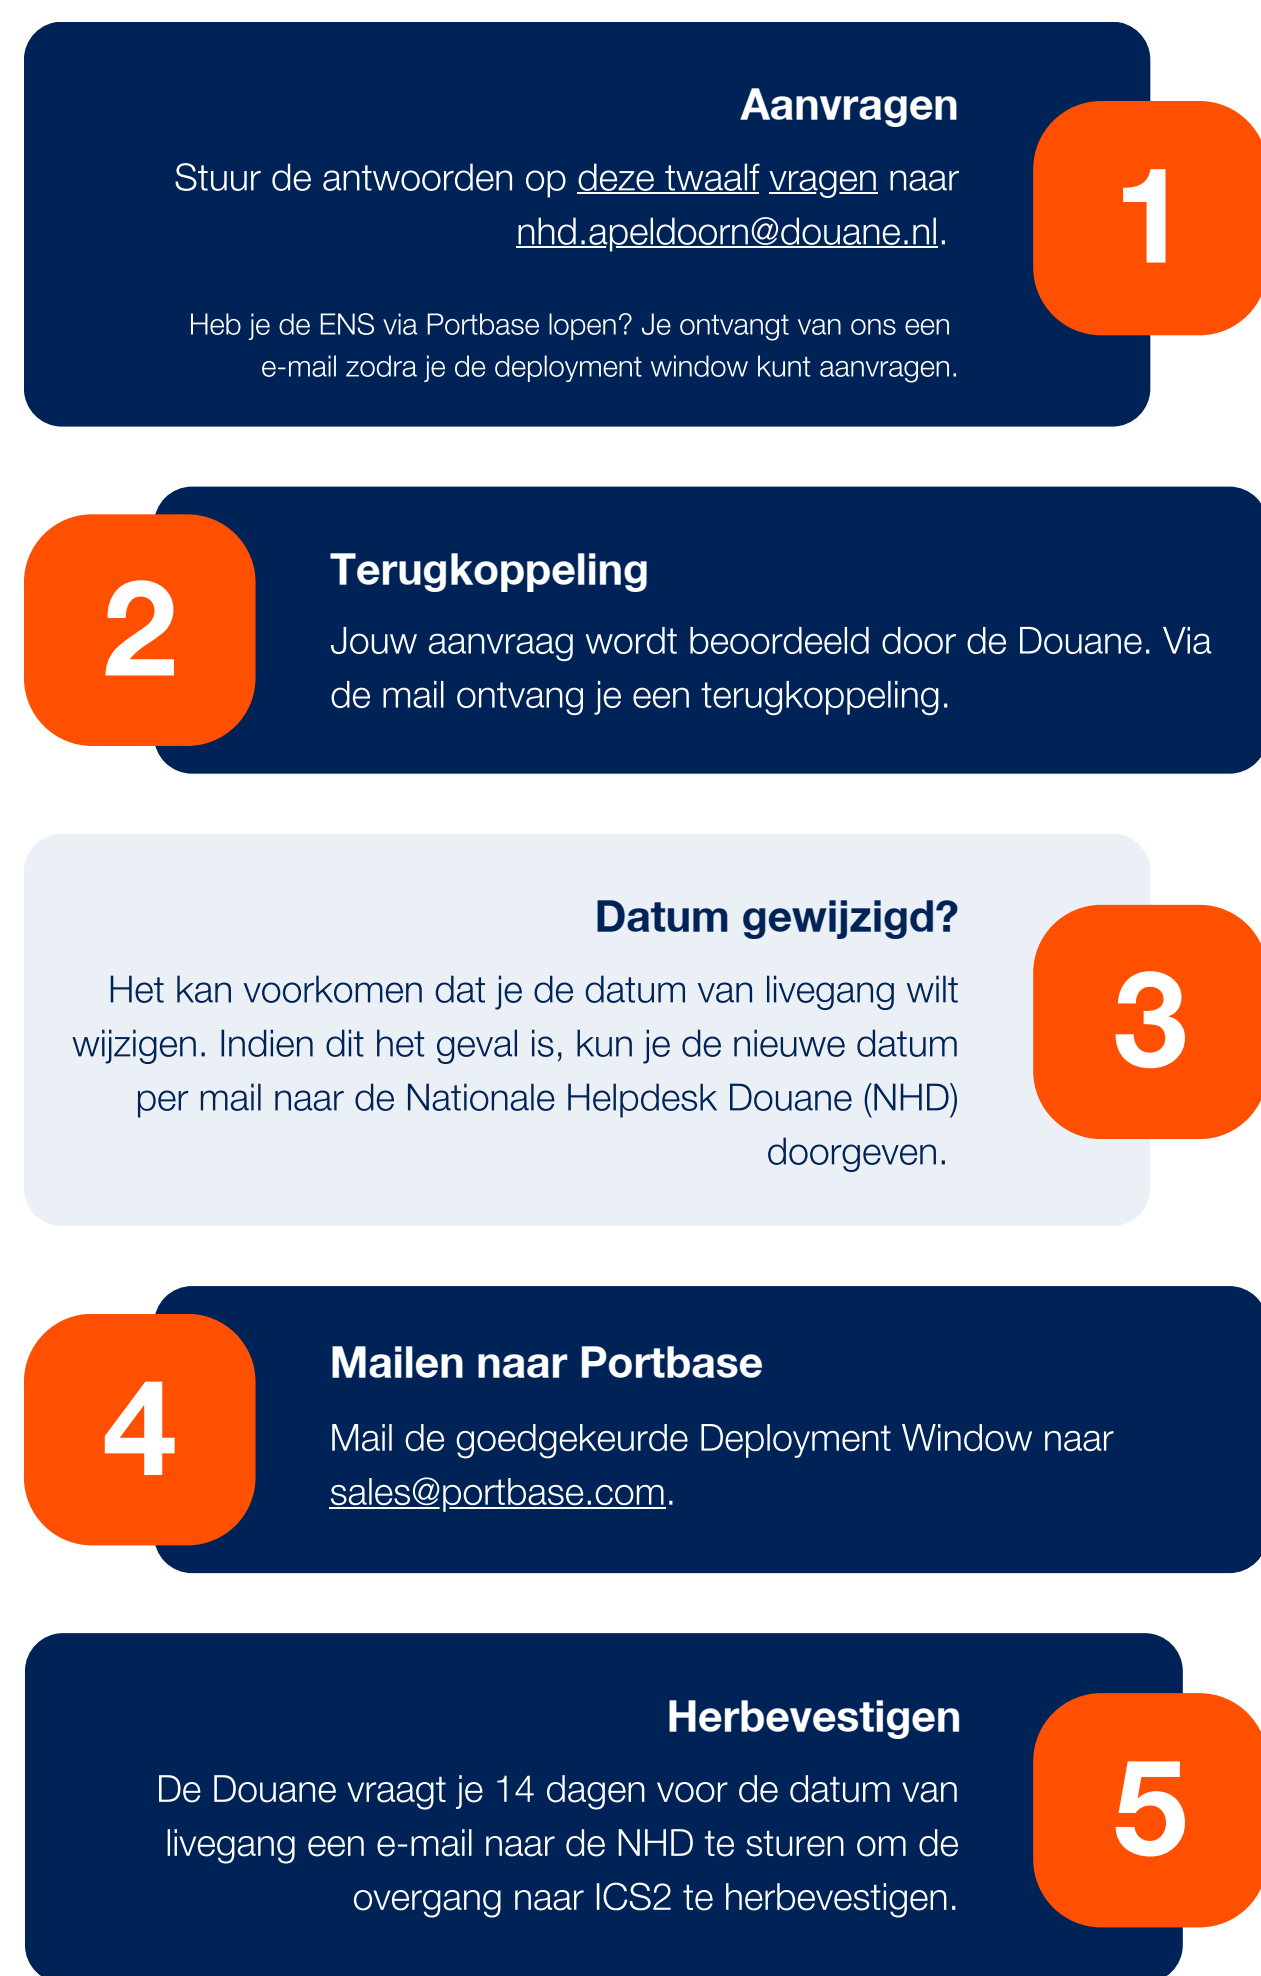 Aanvragen
Stuur de antwoorden op deze twaalf vragen naar
nhd.apeldoorn@douane.nl.
Heb je de ENS via Portbase lopen? Je ontvangt van ons een
e-mail zodra je de deployment window kunt aanvragen.
1
2
Terugkoppeling
Jouw aanvraag wordt beoordeeld door de Douane. Via
de mail ontvang je een terugkoppeling.
Datum gewijzigd?
Het kan voorkomen dat je de datum van livegang wilt
wijzigen. Indien dit het geval is, kun je de nieuwe datum
per mail naar de Nationale Helpdesk Douane (NHD)
doorgeven.
3
4
Mailen naar Portbase
Mail de goedgekeurde Deployment Window naar
sales@portbase.com.
Herbevestigen
De Douane vraagt je 14 dagen voor de datum van
livegang een e-mail naar de NHD te sturen om de
overgang naar ICS2 te herbevestigen.
5